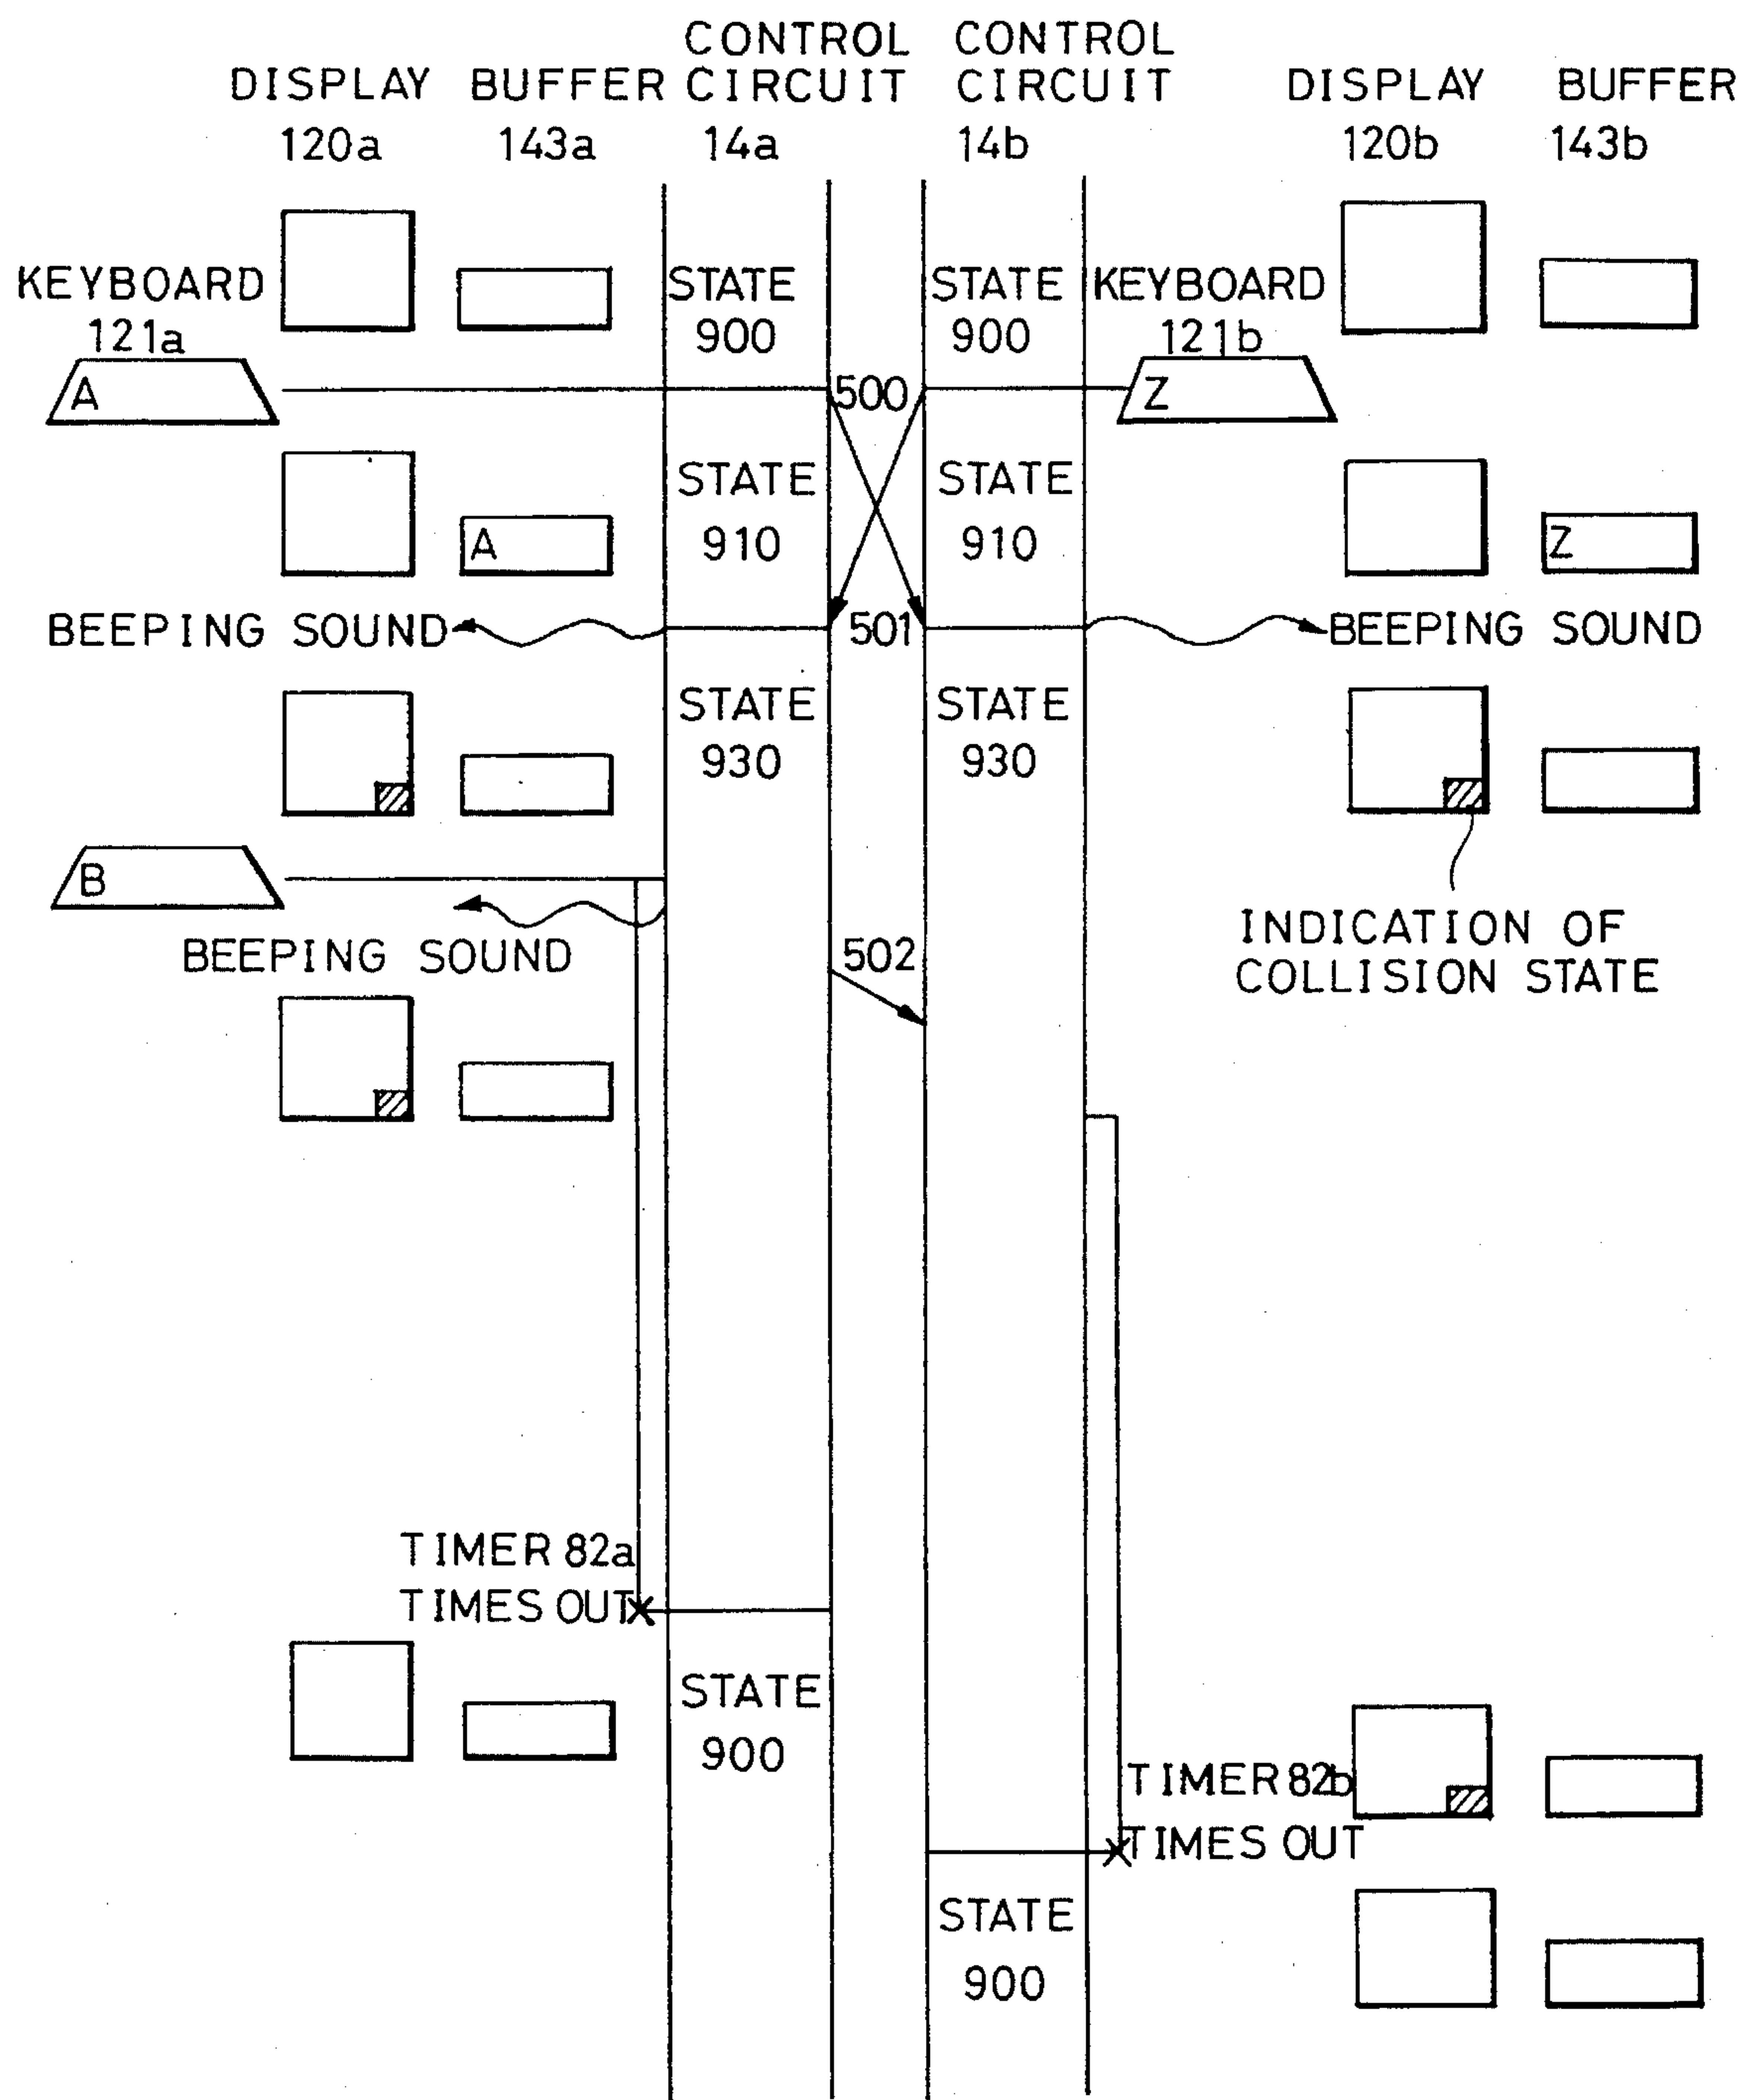 CONTROL CONTROL
DISPLAY BUFFER CIRCUIT CIRCUIT DISPLAY BUFFER
120a 143a 14a 14b 120b 143b
KEYBOARD STATE STATE KEYBOARD
121a 900 900 121b
A 500 Z
STATE STATE
A 910 910 Z
BEEPING SOUND 501 BEEPING SOUND
STATE STATE
930 930
B
BEEPING SOUND 502 INDICATION OF
COLLISION STATE
TIMER 82a
TIMES OUT
STATE
900
TIMER 82b
TIMES OUT
STATE
900